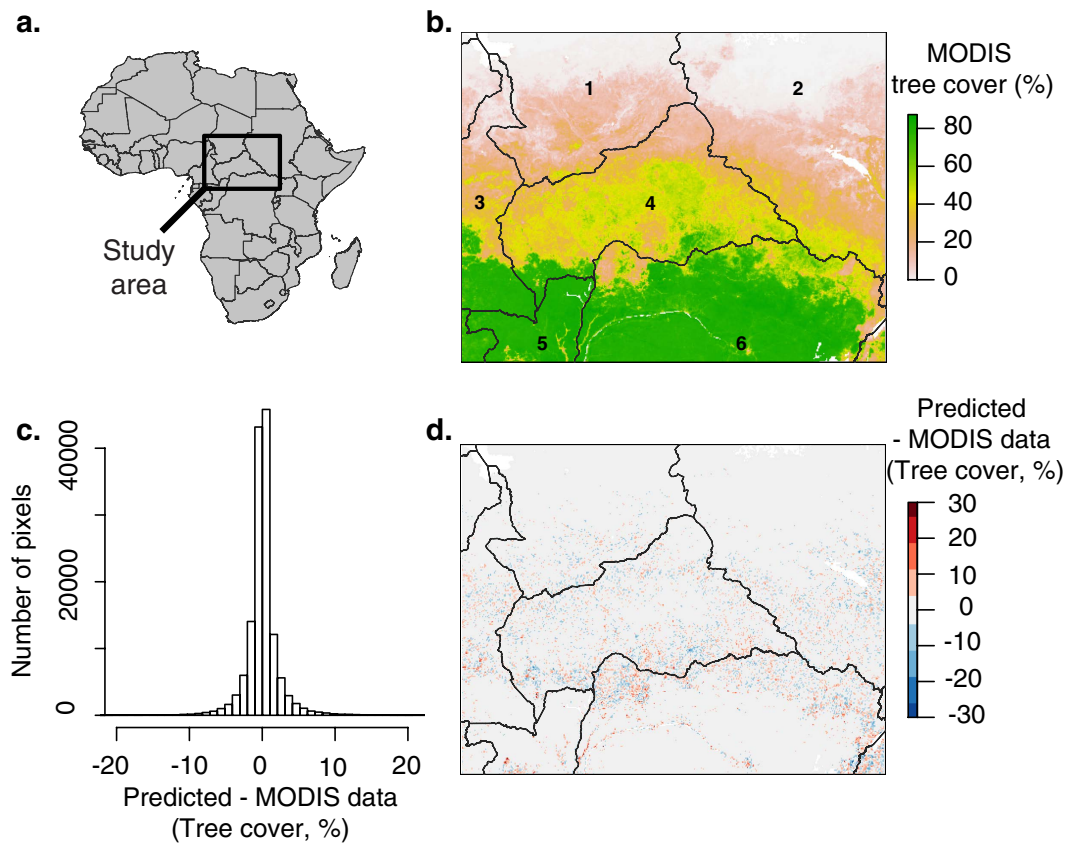 a.
Study
area
b.
MODIS
tree cover (%)
80
60
40
20
0
1
2
3
4
5
6
c.
Number of pixels
40000
20000
0
-20
-10
0
10
20
Predicted - MODIS data
(Tree cover, %)
d.
Predicted
- MODIS data
(Tree cover, %)
30
20
10
0
-10
-20
-30